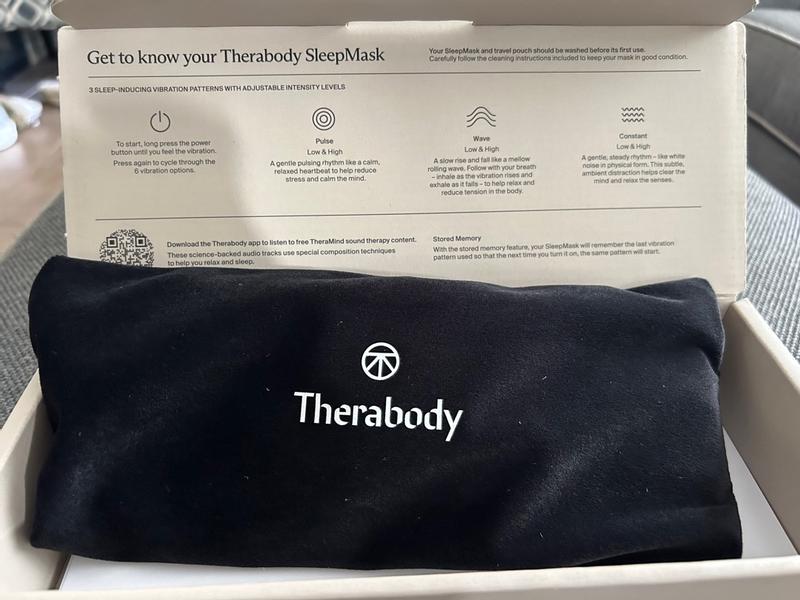 Get to know your Therabody SleepMask
Your SleepMask and travel pouch should be washed before its first use.
Carefully follow the cleaning instructions included to keep your mask in good condition.
3 SLEEP-INDUCING VIBRATION PATTERNS WITH ADJUSTABLE INTENSITY LEVELS
To start, long press the power
button until you feel the vibration.
Press again to cycle through the
6 vibration options.
Pulse
Low & High
A gentle pulsing rhythm like a calm,
relaxed heartbeat to help reduce
stress and calm the mind.
Wave
Low & High
A slow rise and fall like a mellow
rolling wave. Follow with your breath
– inhale as the vibration rises and
exhale as it falls – to help relax and
reduce tension in the body.
Constant
Low & High
A gentle, steady rhythm – like white
noise in physical form. This subtle,
ambient distraction helps clear the
mind and relax the senses.
Download the Therabody app to listen to free TheraMind sound therapy content.
These science-backed audio tracks use special composition techniques
to help you relax and sleep.
Stored Memory
With the stored memory feature, your SleepMask will remember the last vibration
pattern used so that the next time you turn it on, the same pattern will start.
Therabody